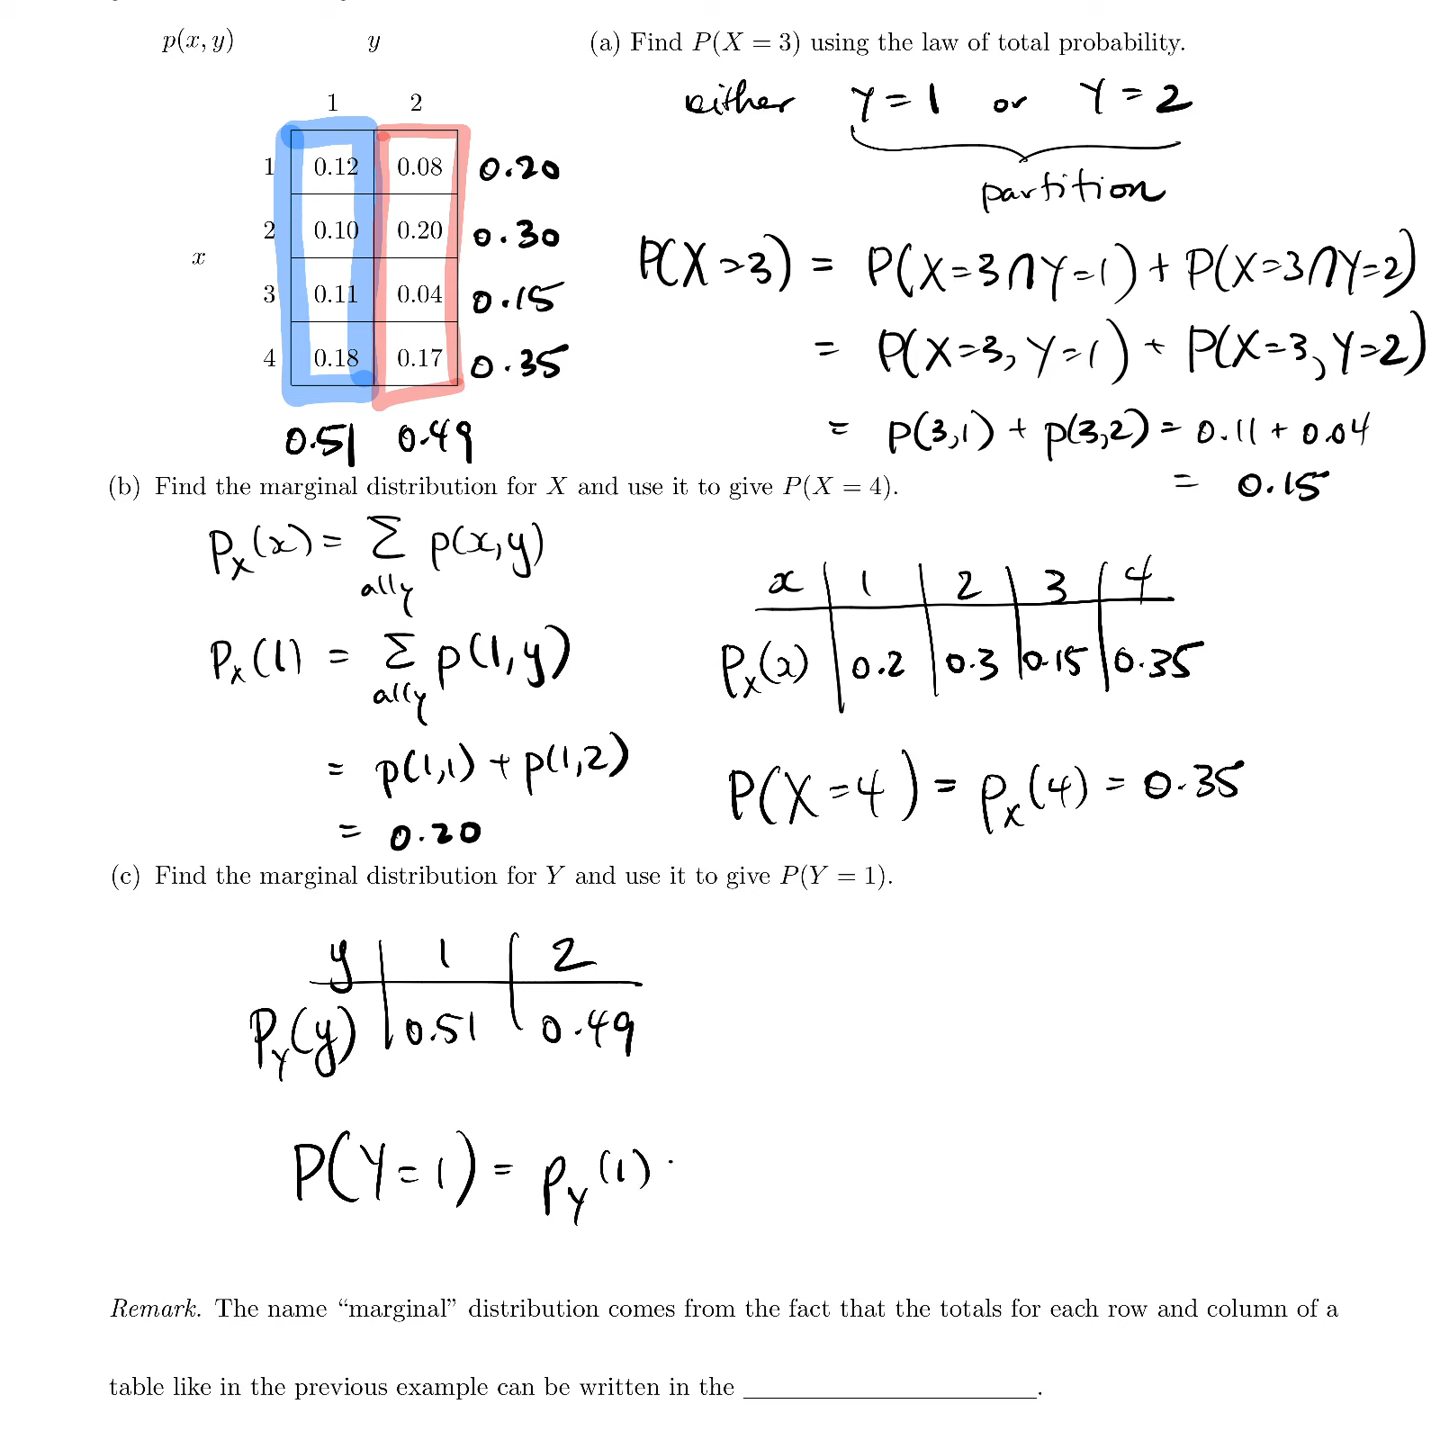 p(x, y) y
1 2
1 0.12 0.08 0.20
2 0.10 0.20 0.30
x
3 0.11 0.04 0.15
4 0.18 0.17 0.35
0.51 0.49
(a) Find P(X = 3) using the law of total probability.
either Y=1 or Y=2
partition
P(X=3) = P(X=3∩Y=1) + P(X=3∩Y=2)
= P(X=3, Y=1) + P(X=3, Y=2)
= p(3,1) + p(3,2) = 0.11 + 0.04
= 0.15
(b) Find the marginal distribution for X and use it to give P(X = 4).
P_X(x) = Σ p(x,y)
all y
P_X(1) = Σ p(1,y)
all y
= p(1,1) + p(1,2)
= 0.20
x 1 2 3 4
P_X(x) 0.2 0.3 0.15 0.35
P(X=4) = p_X(4) = 0.35
(c) Find the marginal distribution for Y and use it to give P(Y = 1).
y 1 2
P_Y(y) 0.51 0.49
P(Y=1) = p_Y(1)
Remark. The name “marginal” distribution comes from the fact that the totals for each row and column of a
table like in the previous example can be written in the ____________________.